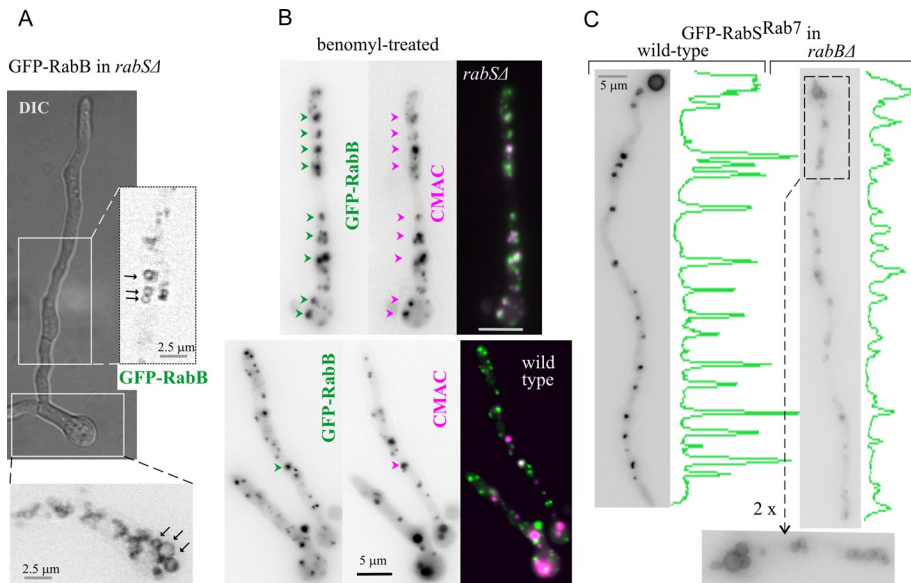 A
GFP-RabB in rabSΔ
DIC
2.5 μm
GFP-RabB
2.5 μm
B
benomyl-treated
GFP-RabB
CMAC
rabSΔ
GFP-RabB
CMAC
wild
type
5 μm
C
GFP-RabS^Rab7 in
wild-type
rabBΔ
5 μm
2 x